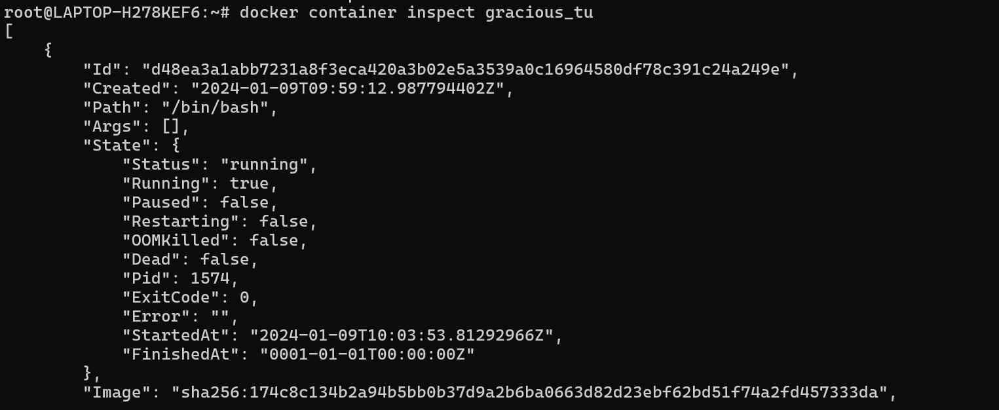 root@LAPTOP-H278KEF6:~# docker container inspect gracious_tu
[
    {
        "Id": "d48ea3a1abb7231a8f3eca420a3b02e5a3539a0c16964580df78c391c24a249e",
        "Created": "2024-01-09T09:59:12.987794402Z",
        "Path": "/bin/bash",
        "Args": [],
        "State": {
            "Status": "running",
            "Running": true,
            "Paused": false,
            "Restarting": false,
            "OOMKilled": false,
            "Dead": false,
            "Pid": 1574,
            "ExitCode": 0,
            "Error": "",
            "StartedAt": "2024-01-09T10:03:53.81292966Z",
            "FinishedAt": "0001-01-01T00:00:00Z"
        },
        "Image": "sha256:174c8c134b2a94b5bb0b37d9a2b6ba0663d82d23ebf62bd51f74a2fd457333da",